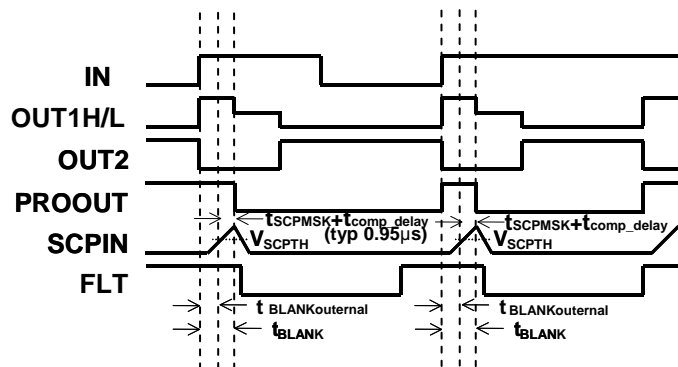 IN
OUT1H/L
OUT2
PROOUT
tSCPMSK+tcomp_delay
(typ 0.95μs)
tSCPMSK+tcomp_delay
SCPIN
VSCPTH
VSCPTH
FLT
t BLANKouternal
t BLANKouternal
tBLANK
tBLANK